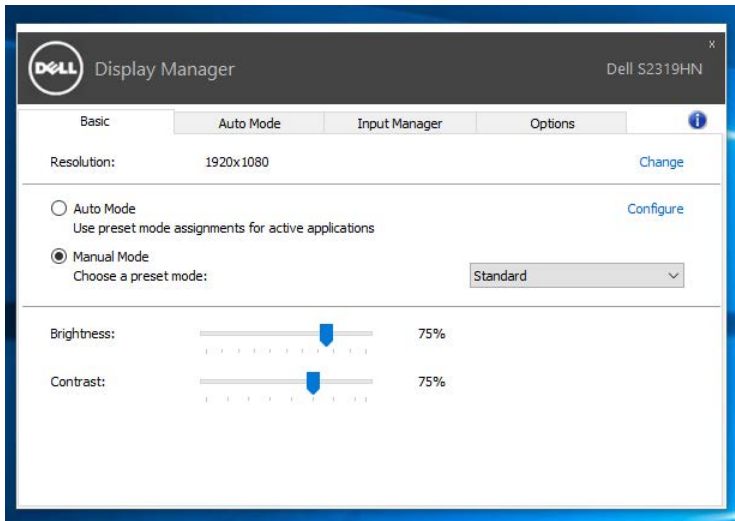 DELL Display Manager Dell S2319HN x
Basic Auto Mode Input Manager Options i
Resolution: 1920x1080 Change
Auto Mode Configure
Use preset mode assignments for active applications
Manual Mode
Choose a preset mode: Standard
Brightness: 75%
Contrast: 75%